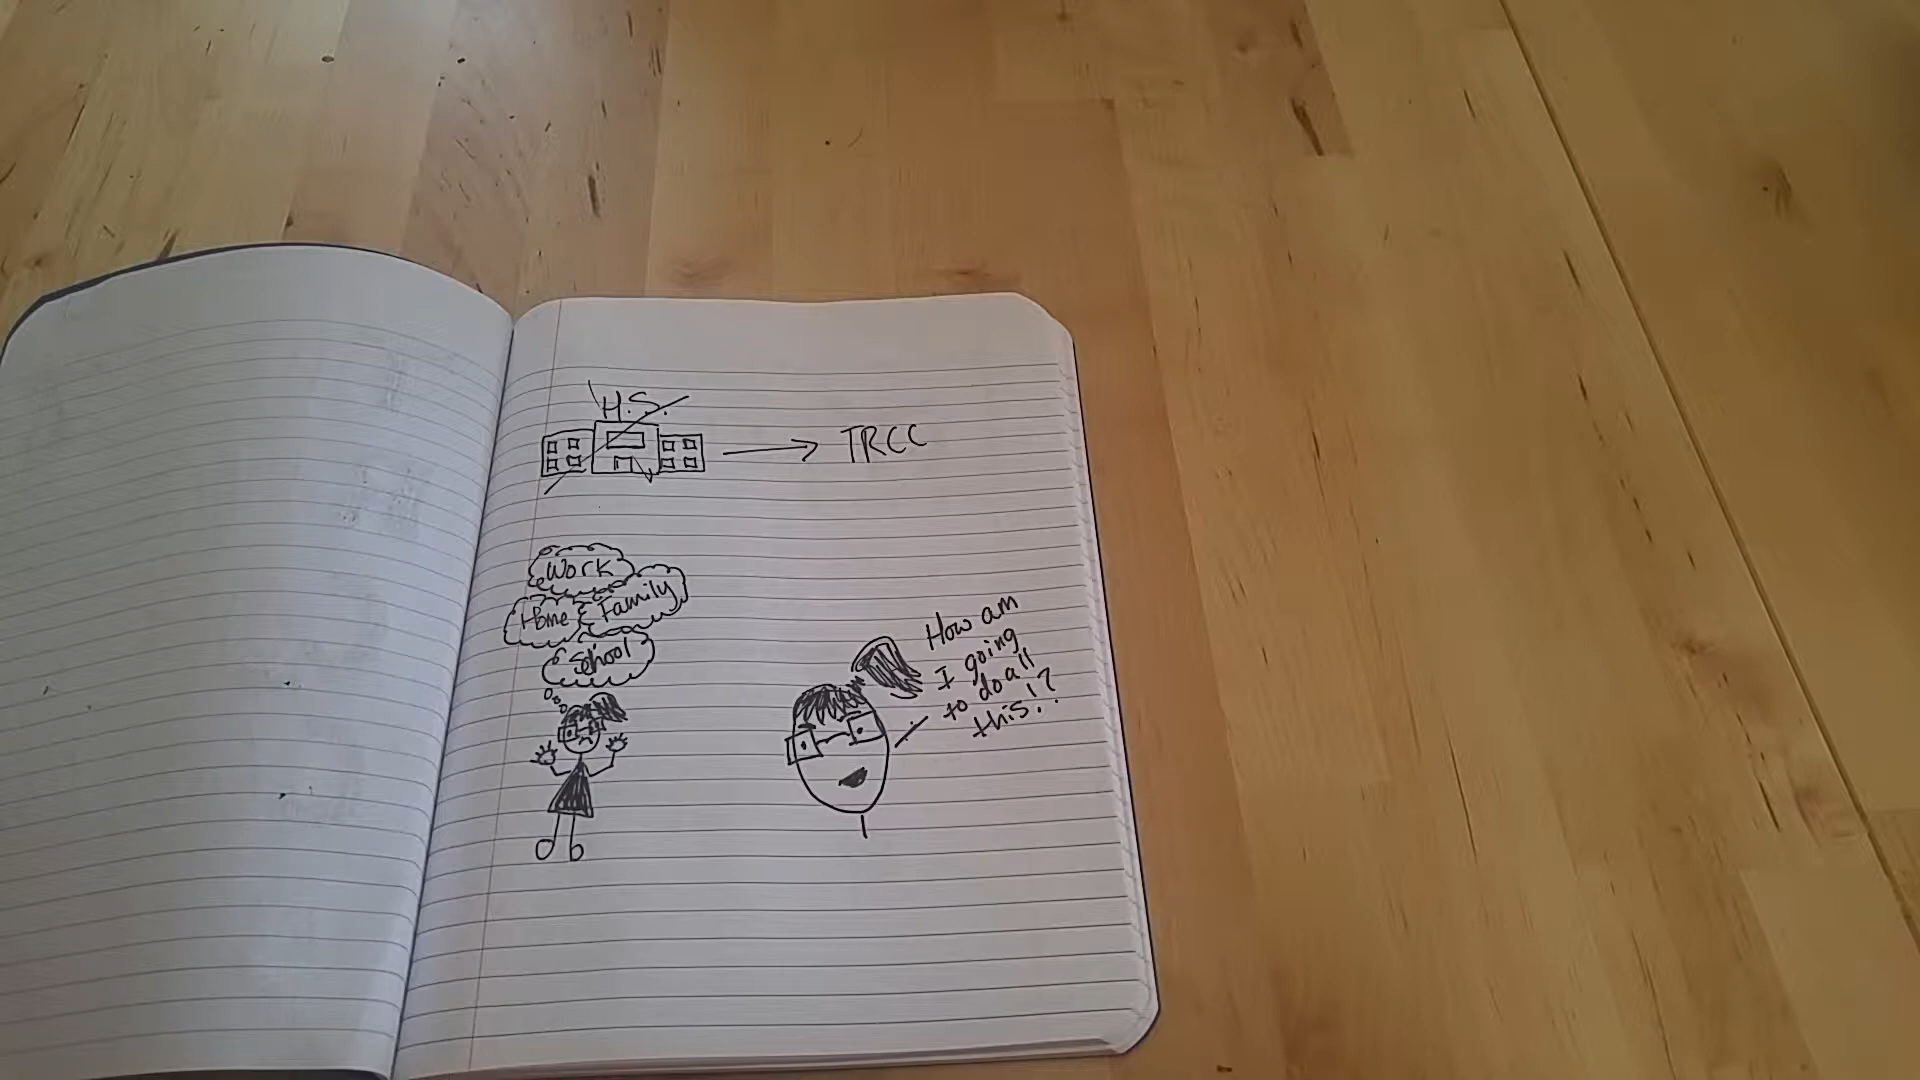 H.S.
TRCC
Work
Home
Family
School
How am
I going
to do all
this!?